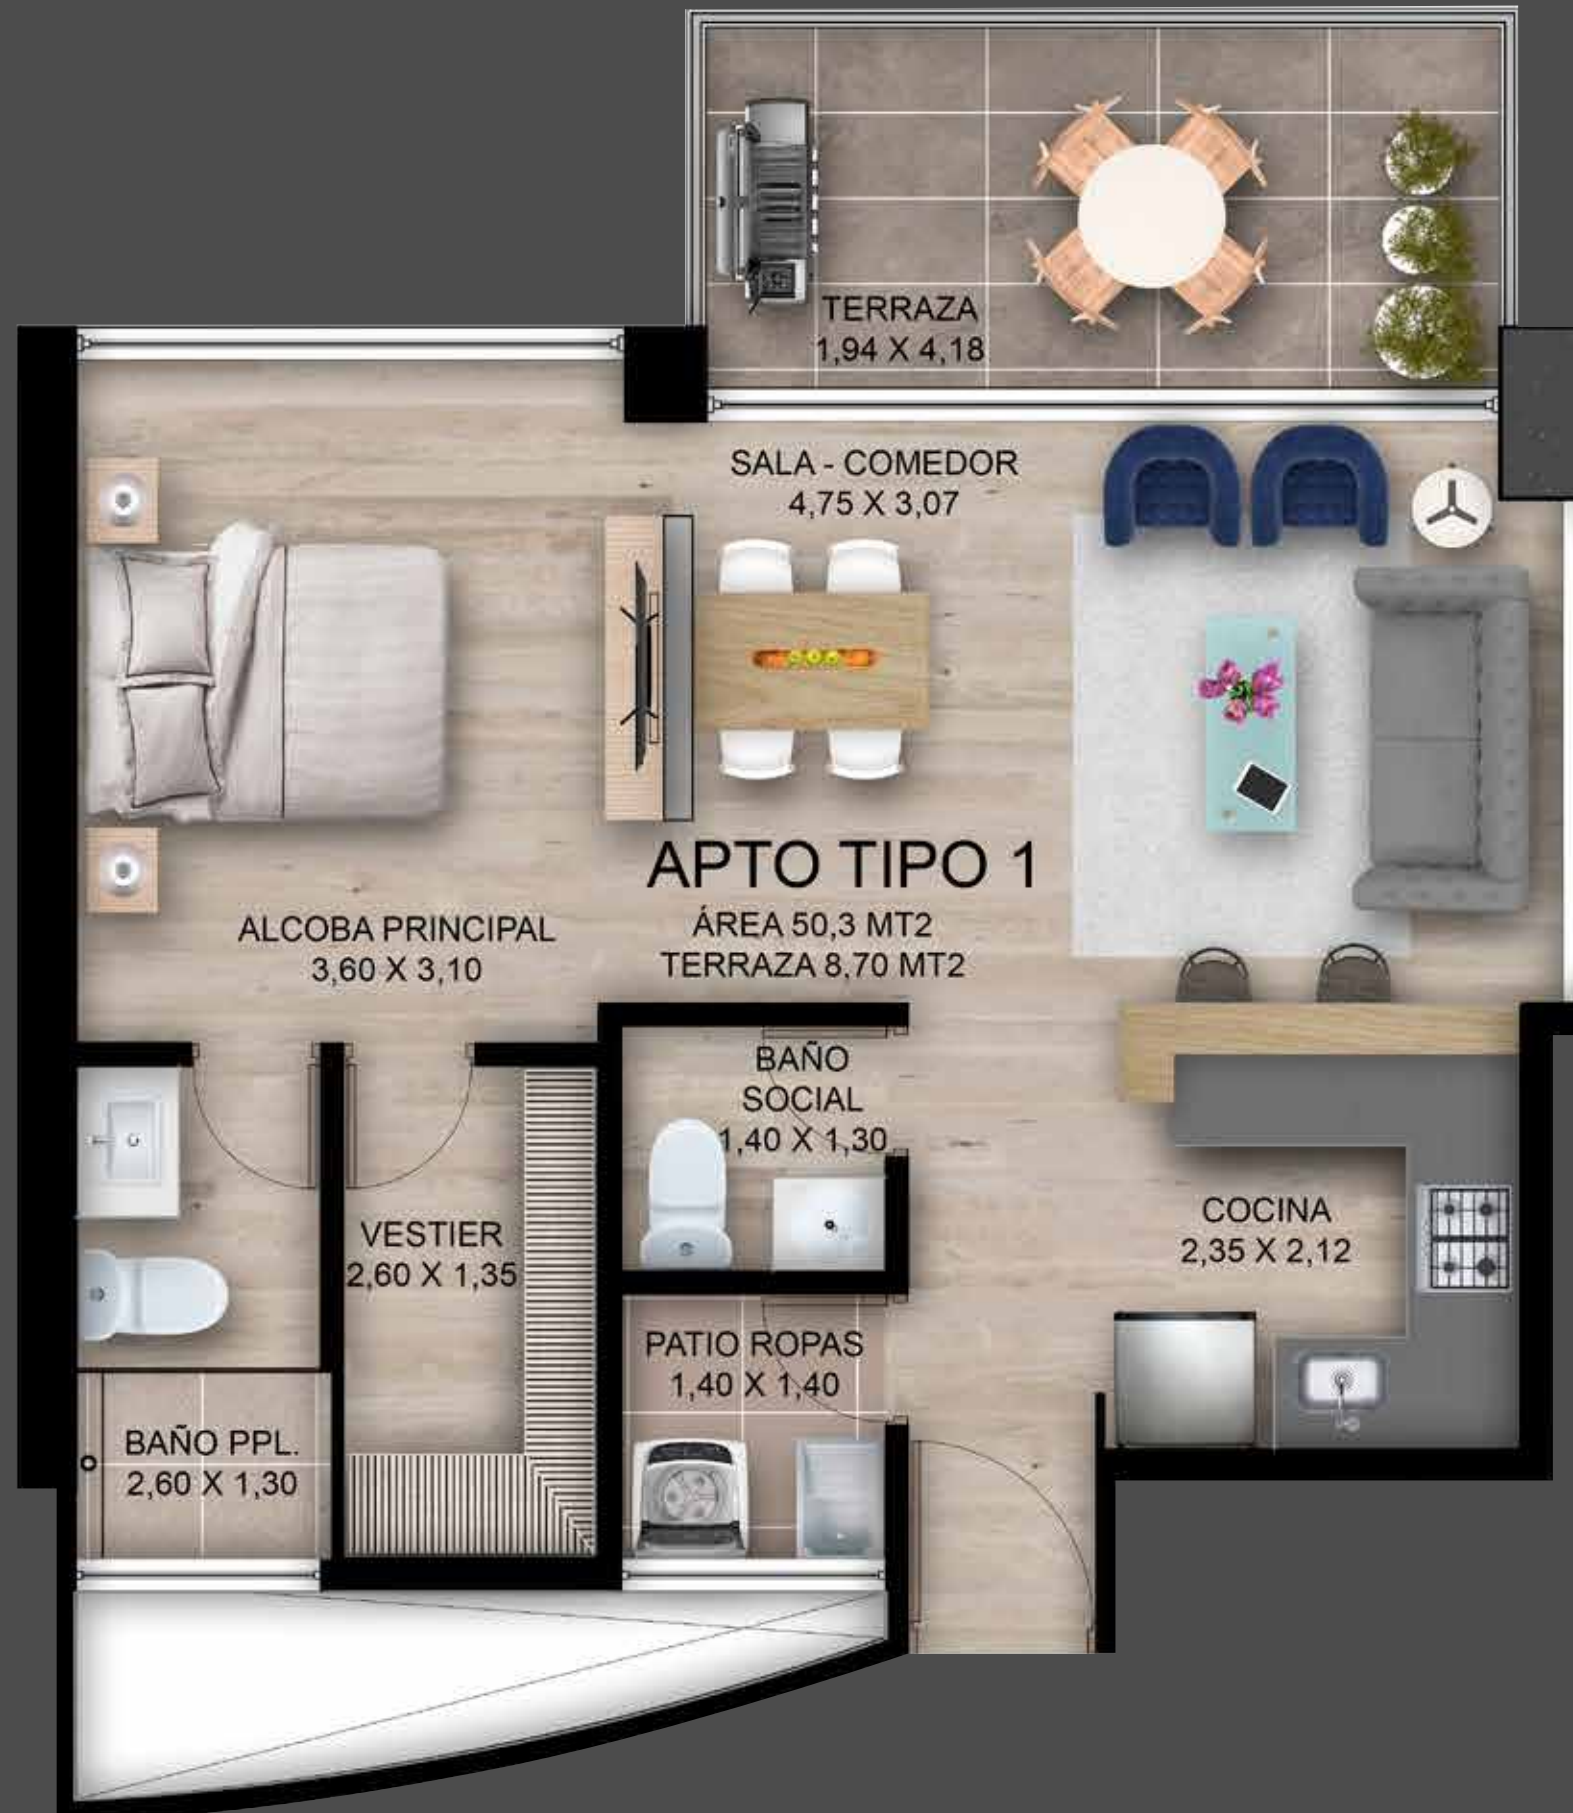 TERRAZA
1,94 X 4,18
SALA - COMEDOR
4,75 X 3,07
APTO TIPO 1
ÁREA 50,3 MT2
TERRAZA 8,70 MT2
ALCOBA PRINCIPAL
3,60 X 3,10
BAÑO
SOCIAL
1,40 X 1,30
VESTIER
2,60 X 1,35
COCINA
2,35 X 2,12
PATIO ROPAS
1,40 X 1,40
BAÑO PPL.
2,60 X 1,30